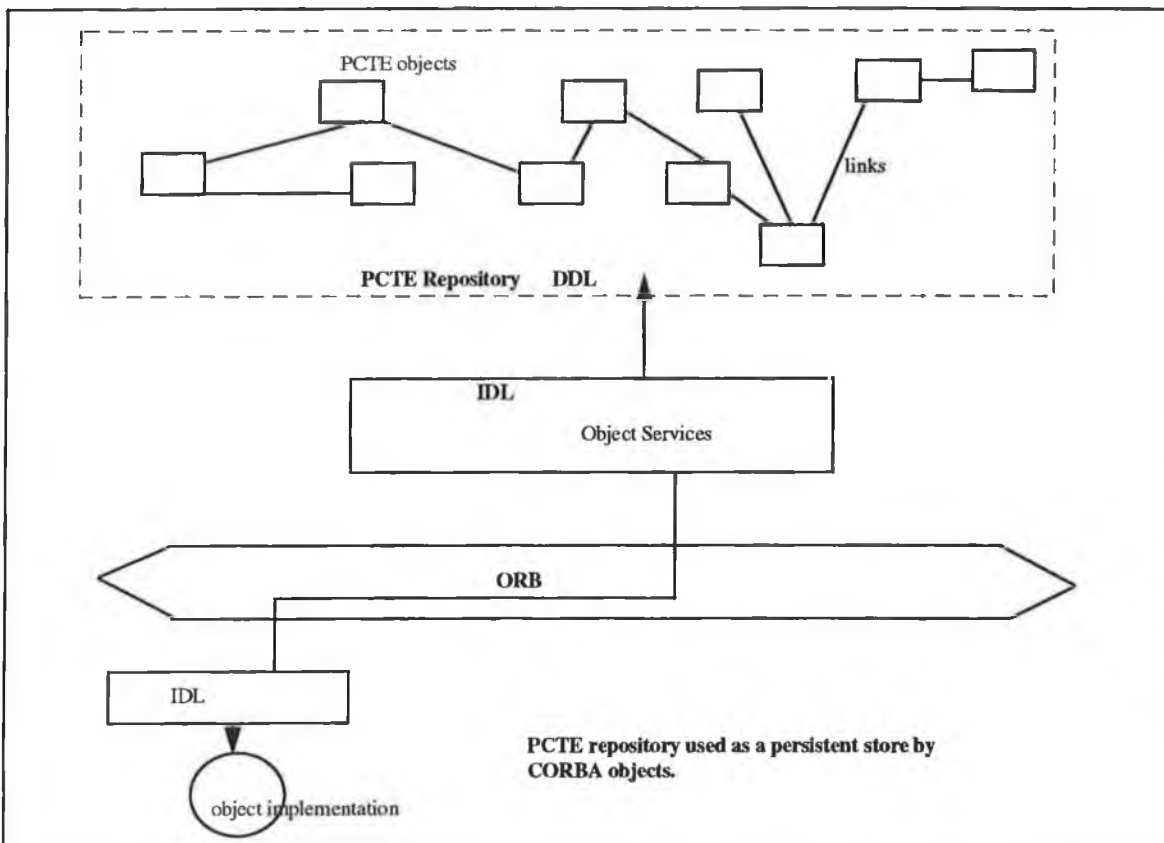 PCTE objects
links
PCTE Repository DDL
IDL
Object Services
ORB
IDL
PCTE repository used as a persistent store by
CORBA objects.
object implementation